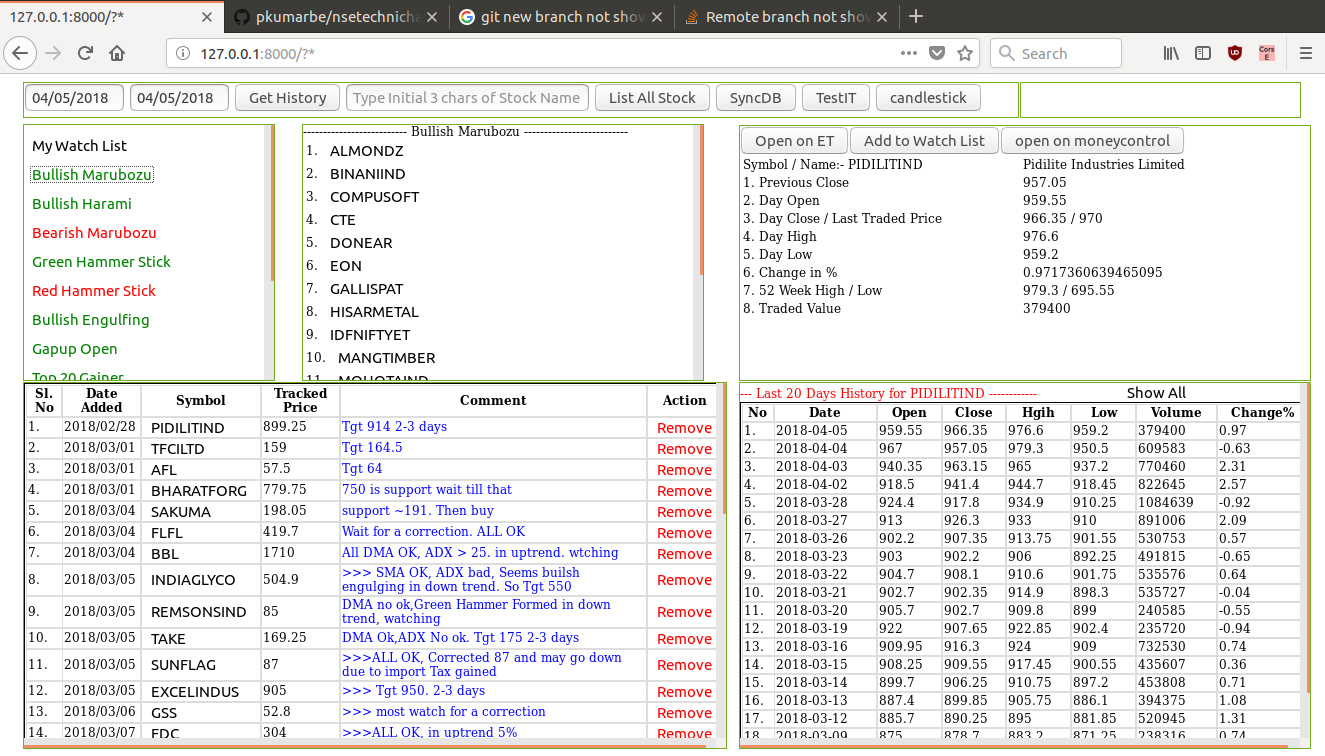 127.0.0.1:8000/?* pkumarbe/nsetechnicha git new branch not show Remote branch not show
127.0.0.1:8000/?* Search Cors E
04/05/2018 04/05/2018 Get History Type Initial 3 chars of Stock Name List All Stock SyncDB TestIT candlestick
My Watch List
Bullish Marubozu
Bullish Harami
Bearish Marubozu
Green Hammer Stick
Red Hammer Stick
Bullish Engulfing
Gapup Open
Top 20 Gainer
-------------------------- Bullish Marubozu --------------------------
1. ALMONDZ
2. BINANIIND
3. COMPUSOFT
4. CTE
5. DONEAR
6. EON
7. GALLISPAT
8. HISARMETAL
9. IDFNIFTYET
10. MANGTIMBER
11. MOHOTAIND
Open on ET Add to Watch List open on moneycontrol
Symbol / Name:- PIDILITIND Pidilite Industries Limited
1. Previous Close 957.05
2. Day Open 959.55
3. Day Close / Last Traded Price 966.35 / 970
4. Day High 976.6
5. Day Low 959.2
6. Change in % 0.9717360639465095
7. 52 Week High / Low 979.3 / 695.55
8. Traded Value 379400
Sl. No Date Added Symbol Tracked Price Comment Action
1. 2018/02/28 PIDILITIND 899.25 Tgt 914 2-3 days Remove
2. 2018/03/01 TFCILTD 159 Tgt 164.5 Remove
3. 2018/03/01 AFL 57.5 Tgt 64 Remove
4. 2018/03/01 BHARATFORG 779.75 750 is support wait till that Remove
5. 2018/03/04 SAKUMA 198.05 support ~191. Then buy Remove
6. 2018/03/04 FLFL 419.7 Wait for a correction. ALL OK Remove
7. 2018/03/04 BBL 1710 All DMA OK, ADX > 25. in uptrend. wtching Remove
8. 2018/03/05 INDIAGLYCO 504.9 >>> SMA OK, ADX bad, Seems builsh
engulging in down trend. So Tgt 550 Remove
9. 2018/03/05 REMSONSIND 85 DMA no ok,Green Hammer Formed in down
trend, watching Remove
10. 2018/03/05 TAKE 169.25 DMA Ok,ADX No ok. Tgt 175 2-3 days Remove
11. 2018/03/05 SUNFLAG 87 >>>ALL OK, Corrected 87 and may go down
due to import Tax gained Remove
12. 2018/03/05 EXCELINDUS 905 >>> Tgt 950. 2-3 days Remove
13. 2018/03/06 GSS 52.8 >>> most watch for a correction Remove
14. 2018/03/07 FDC 304 >>>ALL OK, in uptrend 5% Remove
--- Last 20 Days History for PIDILITIND ------------ Show All
No Date Open Close Hgih Low Volume Change%
1. 2018-04-05 959.55 966.35 976.6 959.2 379400 0.97
2. 2018-04-04 967 957.05 979.3 950.5 609583 -0.63
3. 2018-04-03 940.35 963.15 965 937.2 770460 2.31
4. 2018-04-02 918.5 941.4 944.7 918.45 822645 2.57
5. 2018-03-28 924.4 917.8 934.9 910.25 1084639 -0.92
6. 2018-03-27 913 926.3 933 910 891006 2.09
7. 2018-03-26 902.2 907.35 913.75 901.55 530753 0.57
8. 2018-03-23 903 902.2 906 892.25 491815 -0.65
9. 2018-03-22 904.7 908.1 910.6 901.75 535576 0.64
10. 2018-03-21 902.7 902.35 914.9 898.3 535727 -0.04
11. 2018-03-20 905.7 902.7 909.8 899 240585 -0.55
12. 2018-03-19 922 907.65 922.85 902.4 235720 -0.94
13. 2018-03-16 909.95 916.3 924 909 732530 0.74
14. 2018-03-15 908.25 909.55 917.45 900.55 435607 0.36
15. 2018-03-14 899.7 906.25 910.75 897.2 453808 0.71
16. 2018-03-13 887.4 899.85 905.75 886.1 394375 1.08
17. 2018-03-12 885.7 890.25 895 881.85 520945 1.31
18. 2018-03-09 875 878.7 883.2 871.25 238316 0.74